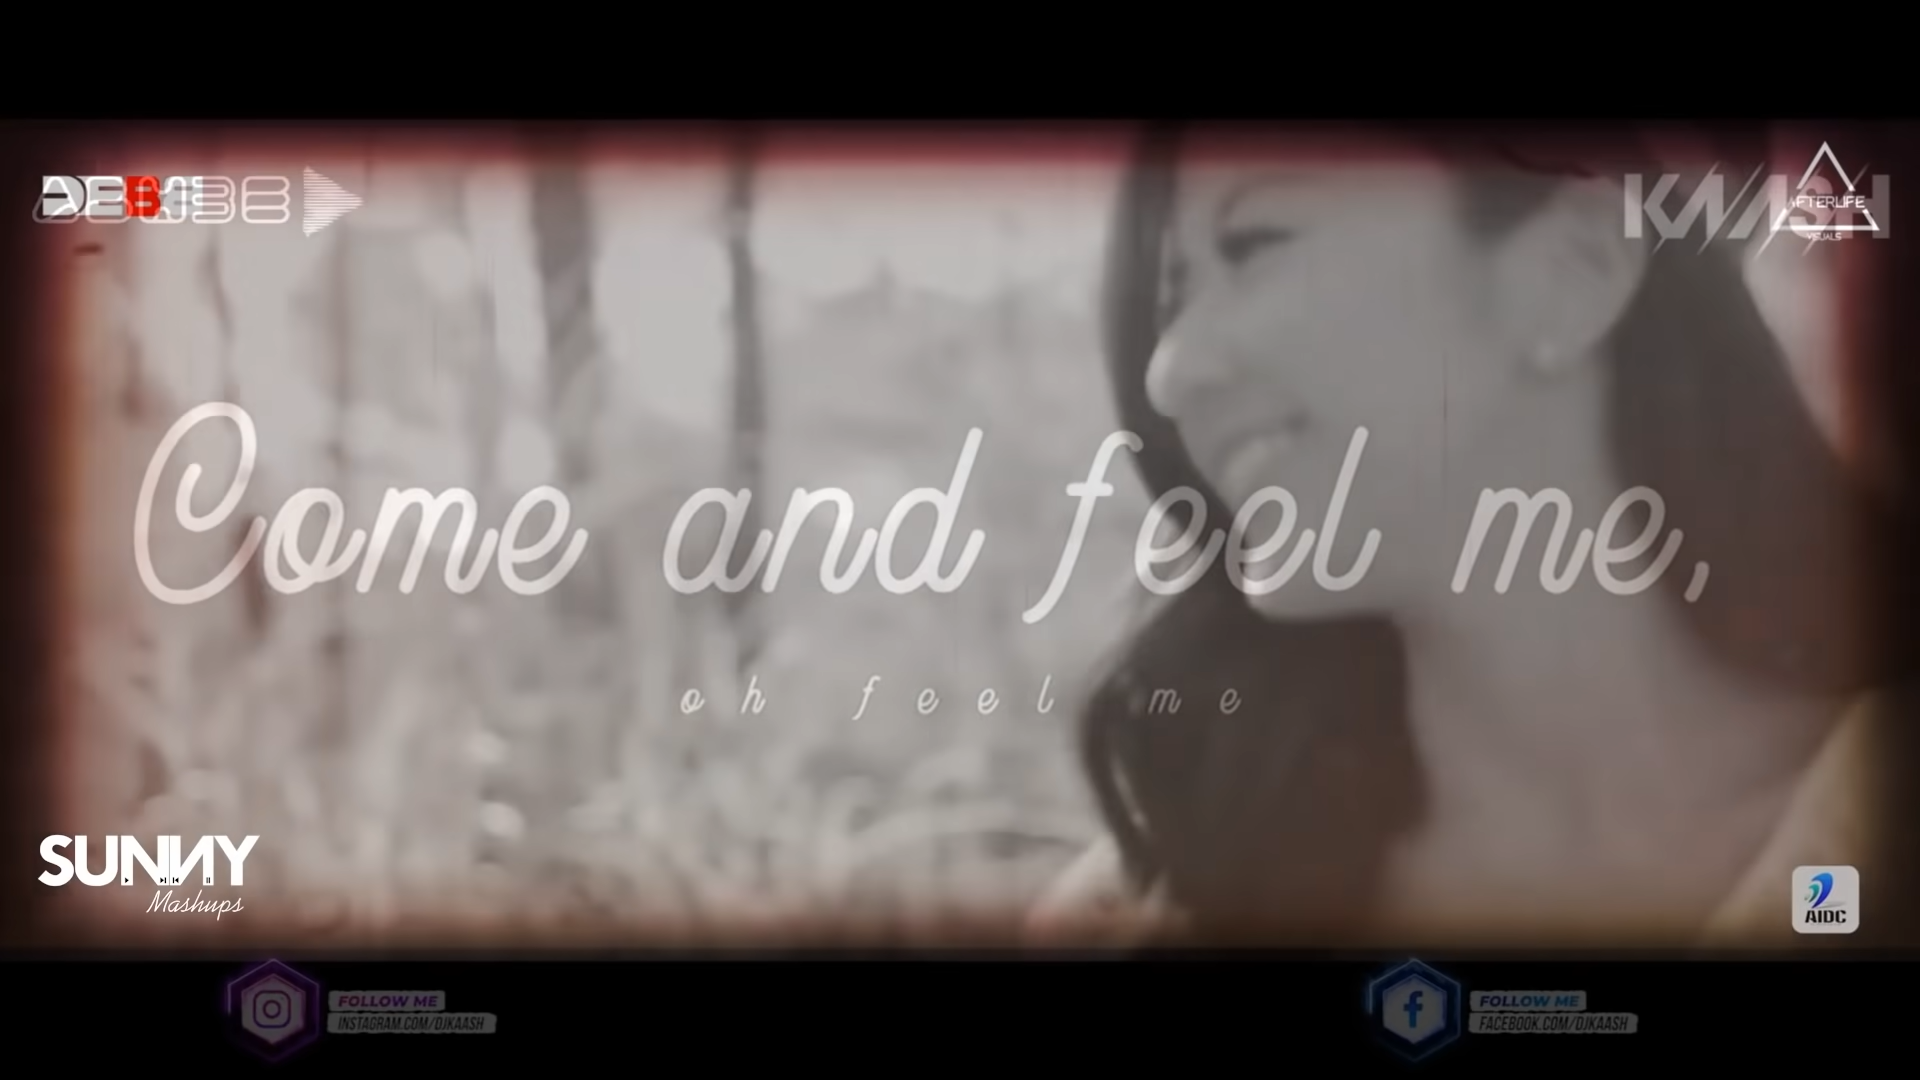 KAASH
AFTERLIFE
VISUALS
Come and feel me,
oh feel me
SUNNY
Mashups
AIDC
FOLLOW ME
INSTAGRAM.COM/DJKAASH
FOLLOW ME
FACEBOOK.COM/DJKAASH